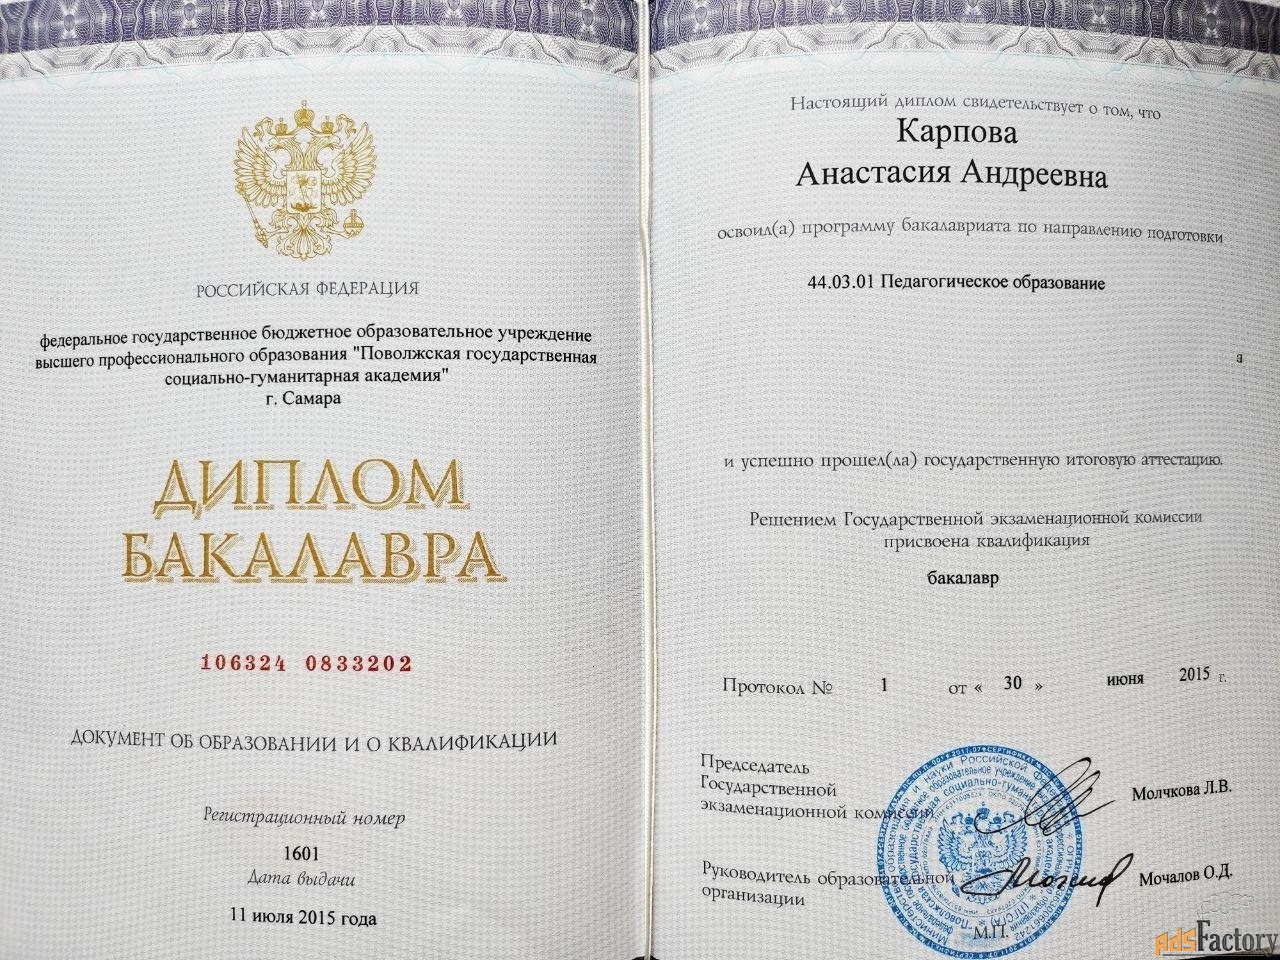 РОССИЙСКАЯ ФЕДЕРАЦИЯ
федеральное государственное бюджетное образовательное учреждение
высшего профессионального образования "Поволжская государственная
социально-гуманитарная академия"
г. Самара
ДИПЛОМ
БАКАЛАВРА
106324 0833202
ДОКУМЕНТ ОБ ОБРАЗОВАНИИ И О КВАЛИФИКАЦИИ
Регистрационный номер
1601
Дата выдачи
11 июля 2015 года
Настоящий диплом свидетельствует о том, что
Карпова
Анастасия Андреевна
освоил(а) программу бакалавриата по направлению подготовки
44.03.01 Педагогическое образование
я
и успешно прошел(ла) государственную итоговую аттестацию.
Решением Государственной экзаменационной комиссии
присвоена квалификация
бакалавр
Протокол № 1 от « 30 » июня 2015 г.
Председатель
Государственной
экзаменационной комиссии
Молчкова Л.В.
Руководитель образовательной
организации
Мочалов О.Д.
М.П.
AdsFactory